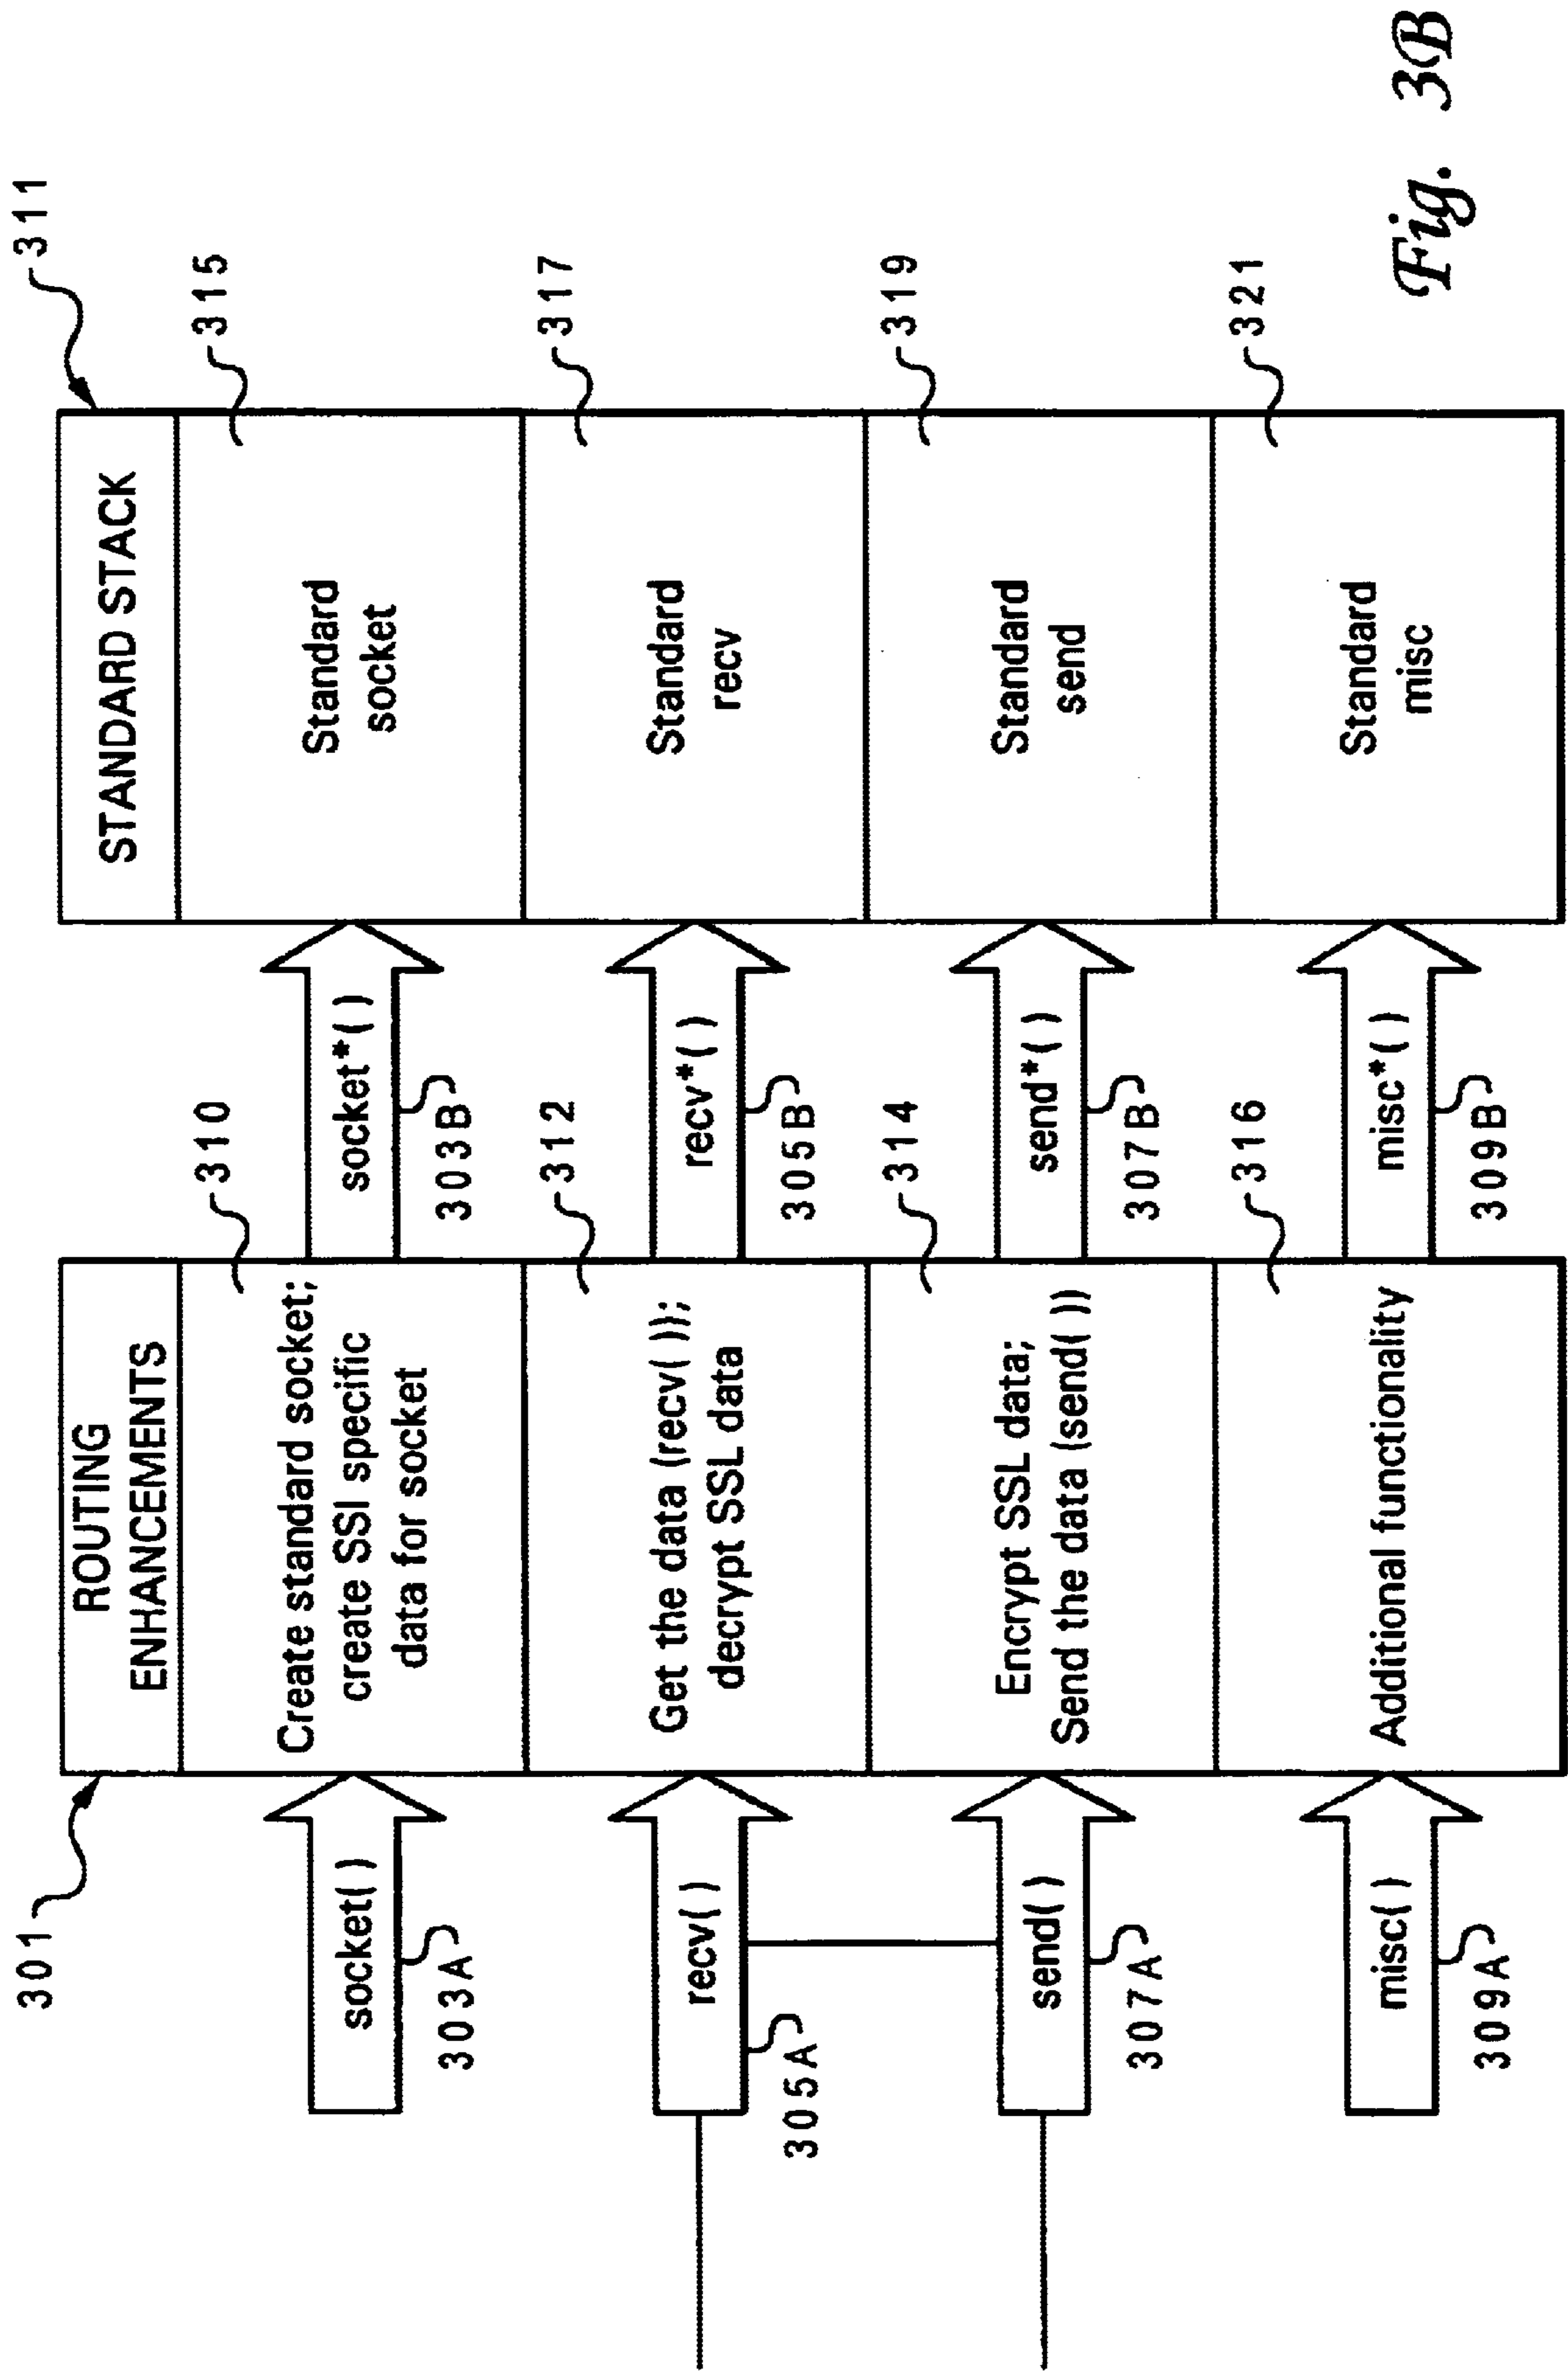 301
311
ROUTING
ENHANCEMENTS
STANDARD STACK
310
315
socket( )
303A
Create standard socket;
create SSI specific
data for socket
socket*( )
303B
Standard
socket
312
317
recv( )
305A
Get the data (recv( ));
decrypt SSL data
recv*( )
305B
Standard
recv
314
319
send( )
307A
Encrypt SSL data;
Send the data (send( ))
send*( )
307B
Standard
send
316
321
misc( )
309A
Additional functionality
misc*( )
309B
Standard
misc
Fig. 3B